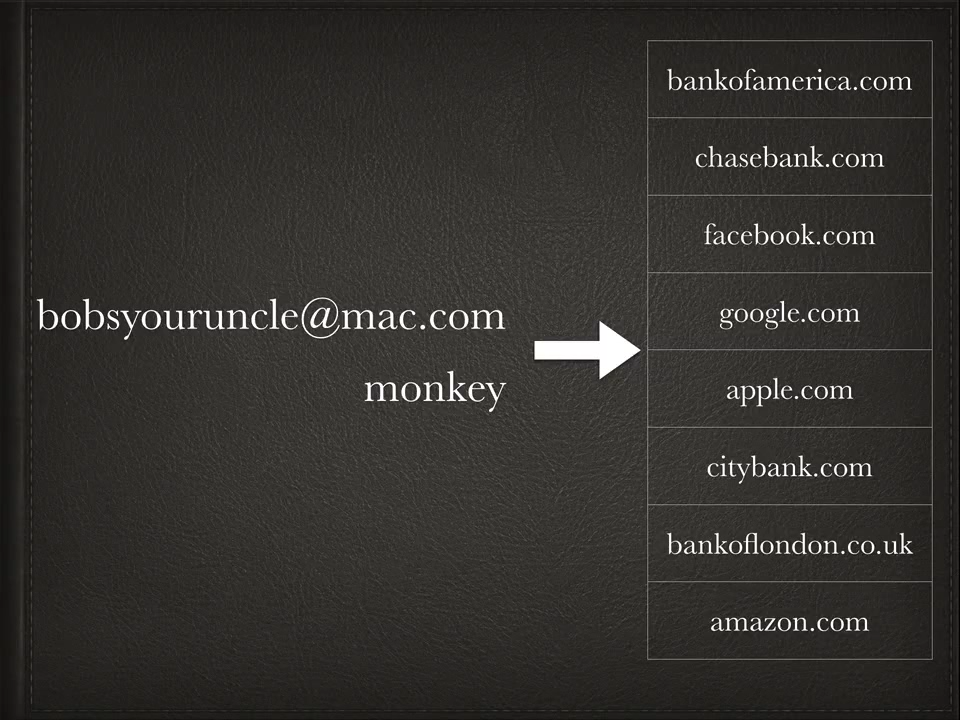 bobsyouruncle@mac.com
monkey
bankofamerica.com
chasebank.com
facebook.com
google.com
apple.com
citybank.com
bankoflondon.co.uk
amazon.com